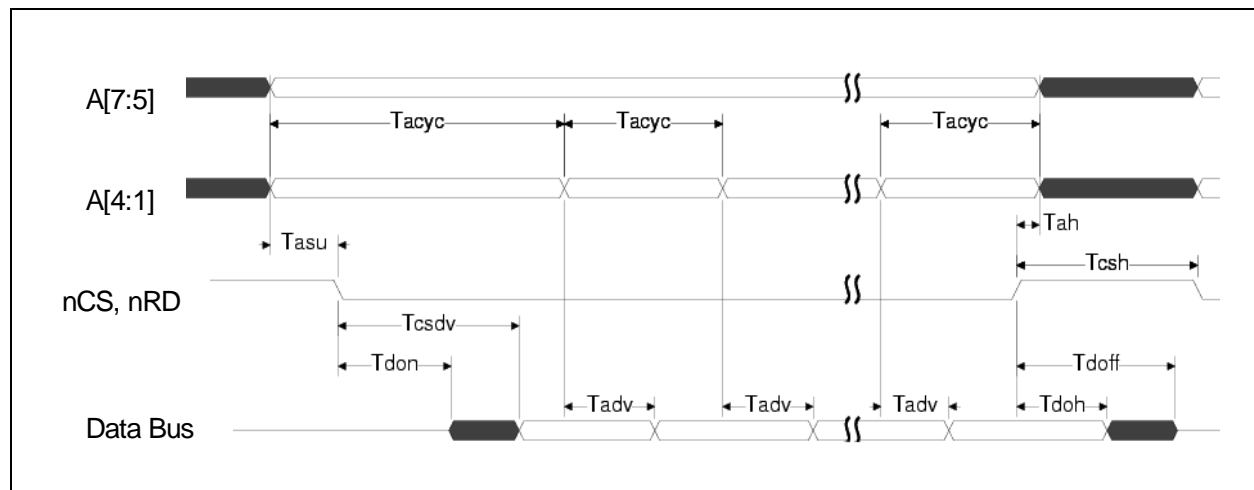 A[7:5]
Tacyc Tacyc Tacyc
A[4:1]
Tasu Tah
Tcsh
nCS, nRD
Tcsdv
Tdon Tdoff
Tadv Tadv Tadv Tdoh
Data Bus